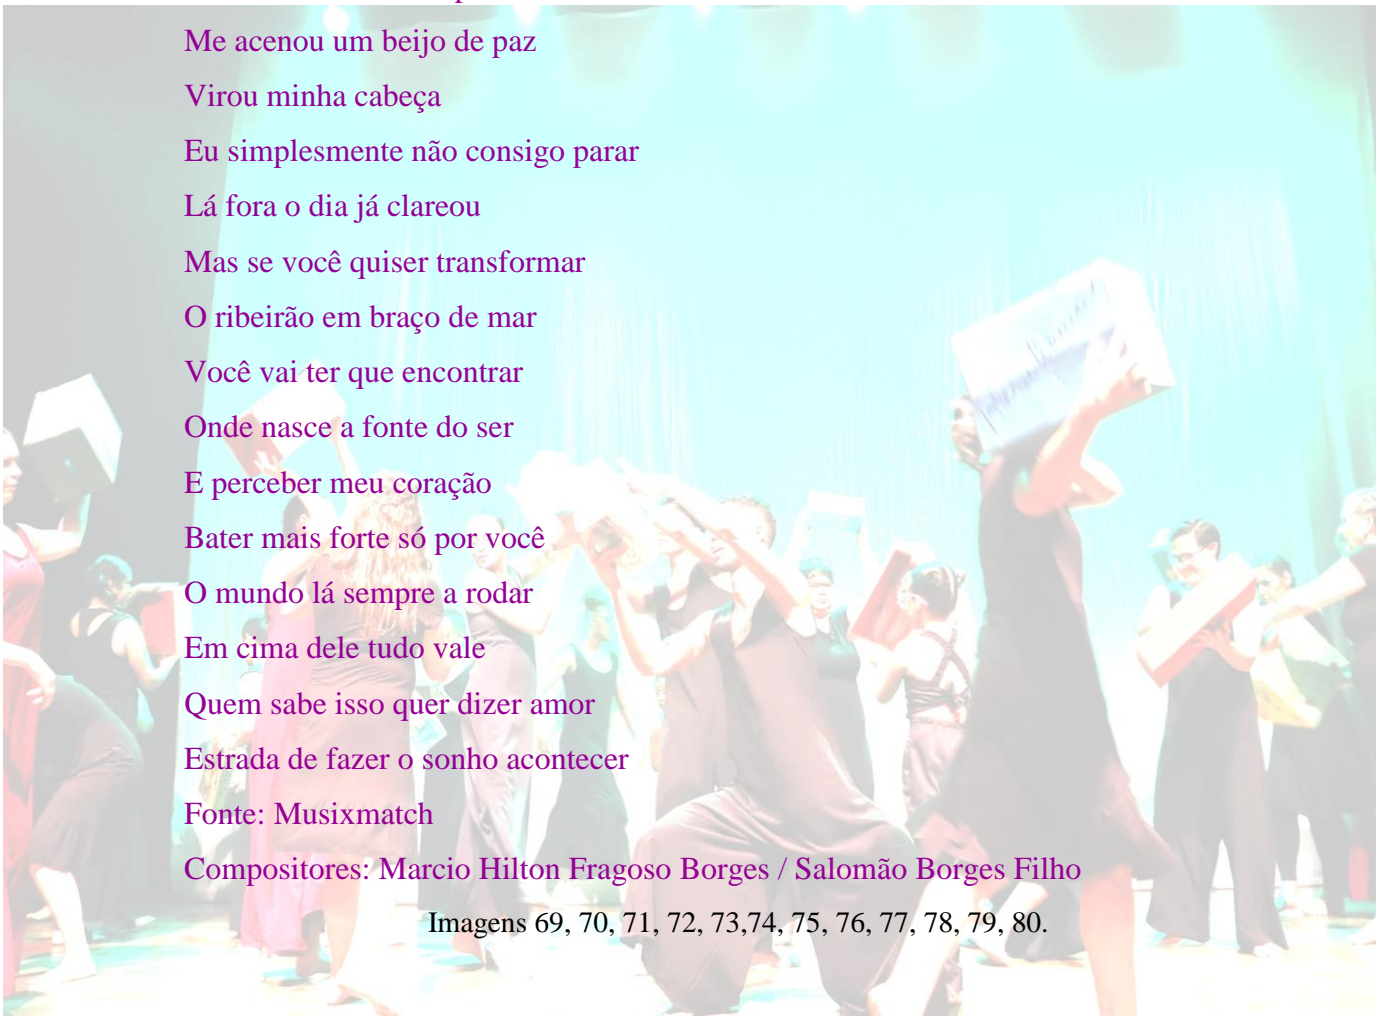 Me acenou um beijo de paz
Virou minha cabeça
Eu simplesmente não consigo parar
Lá fora o dia já clareou
Mas se você quiser transformar
O ribeirão em braço de mar
Você vai ter que encontrar
Onde nasce a fonte do ser
E perceber meu coração
Bater mais forte só por você
O mundo lá sempre a rodar
Em cima dele tudo vale
Quem sabe isso quer dizer amor
Estrada de fazer o sonho acontecer
Fonte: Musixmatch
Compositores: Marcio Hilton Fragoso Borges / Salomão Borges Filho
Imagens 69, 70, 71, 72, 73,74, 75, 76, 77, 78, 79, 80.